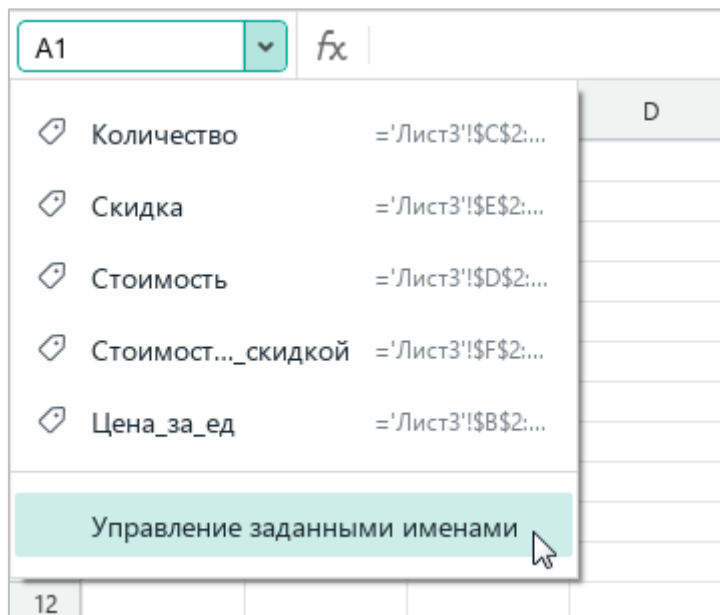 A1 fx
D
Количество ='Лист3'!$C$2:...
Скидка ='Лист3'!$E$2:...
Стоимость ='Лист3'!$D$2:...
Стоимост..._скидкой ='Лист3'!$F$2:...
Цена_за_ед ='Лист3'!$B$2:...
Управление заданными именами
12